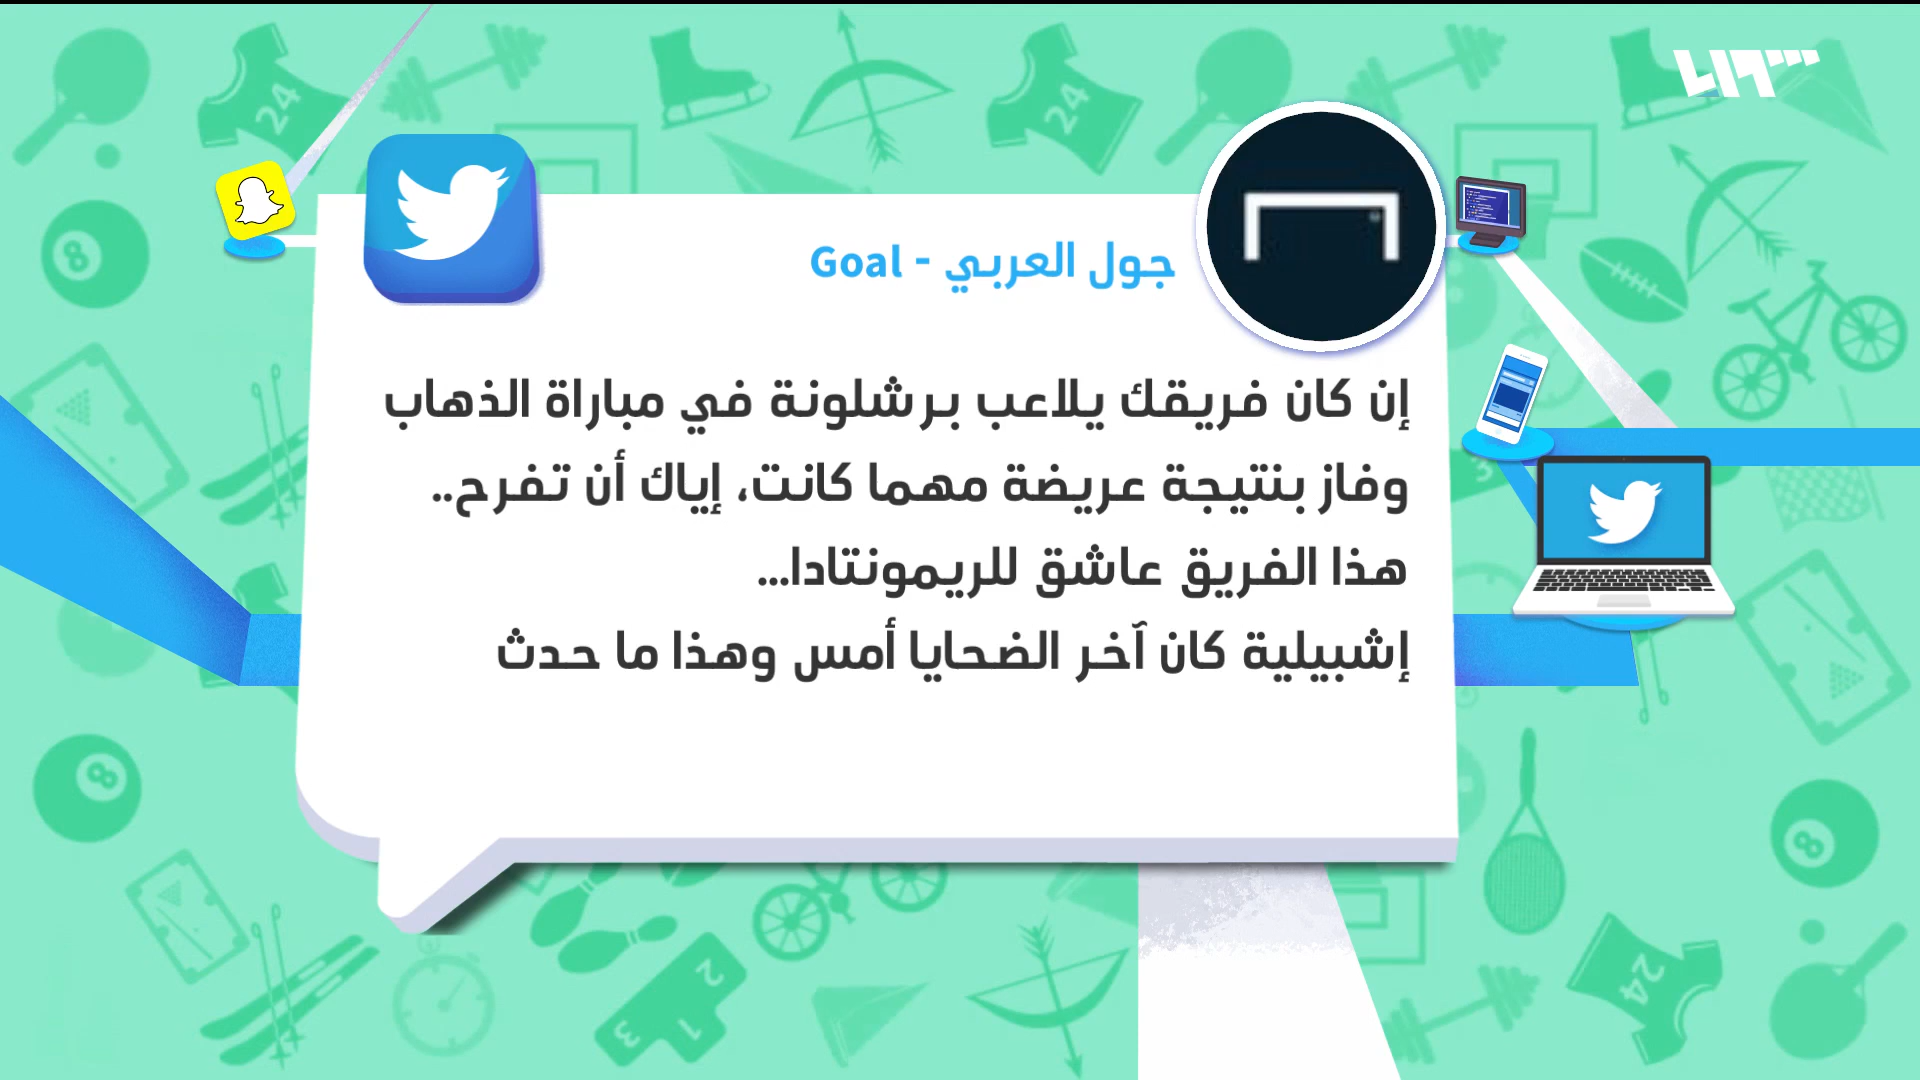 جول العربي - Goal
إن كان فريقك يلاعب برشلونة في مباراة الذهاب
وفاز بنتيجة عريضة مهما كانت، إياك أن تفرح..
هذا الفريق عاشق للريمونتادا...
إشبيلية كان آخر الضحايا أمس وهذا ما حدث